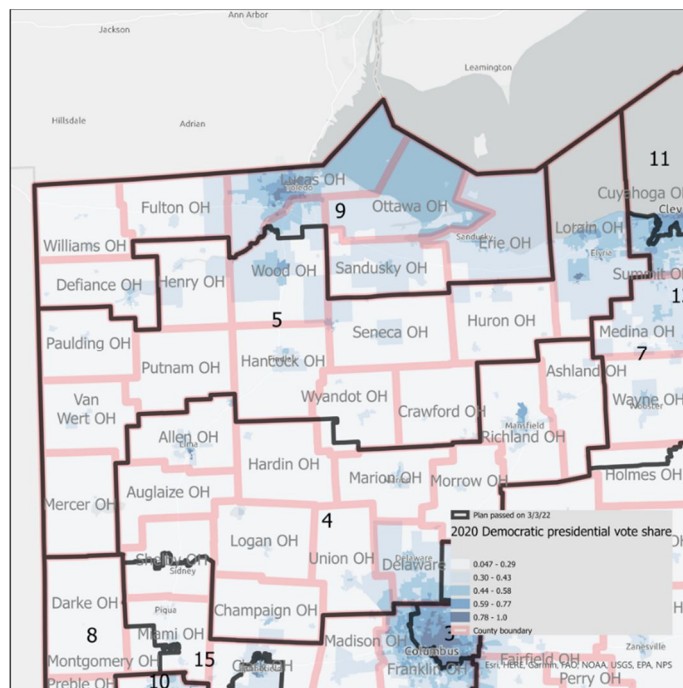 Ann Arbor
Jackson
Leamington
Hillsdale
Adrian
11
Cuyahoga OH
Lucas OH
Toledo
Fulton OH
9
Ottawa OH
Lorain OH
Clev
Williams OH
Sandusky
Erie OH
Elyria
Wood OH
Sandusky OH
Summit OH
Defiance OH
Henry OH
1
5
Huron OH
Medina OH
Paulding OH
Seneca OH
7
Putnam OH
Hancock OH
Ashland OH
Van
Wert OH
Wyandot OH
Crawford OH
Wayne OH
Wooster
Mansfield
Allen OH
Lima
Richland OH
Hardin OH
Marion OH
Morrow OH
Holmes OH
Mercer OH
Auglaize OH
4
Plan passed on 3/3/22
2020 Democratic presidential vote share
Logan OH
Union OH
Delaware
Delaware
Shelby OH
Sidney
0.047 - 0.29
0.30 - 0.43
0.44 - 0.58
0.59 - 0.77
0.78 - 1.0
County boundary
Darke OH
Piqua
Champaign OH
8
Miami OH
Madison OH
3
Columbus
Zanesville
Montgomery OH
15
Franklin OH
Fairfield OH
Esri, HERE, Garmin, FAO, NOAA, USGS, EPA, NPS
Preble OH
10
Perry OH